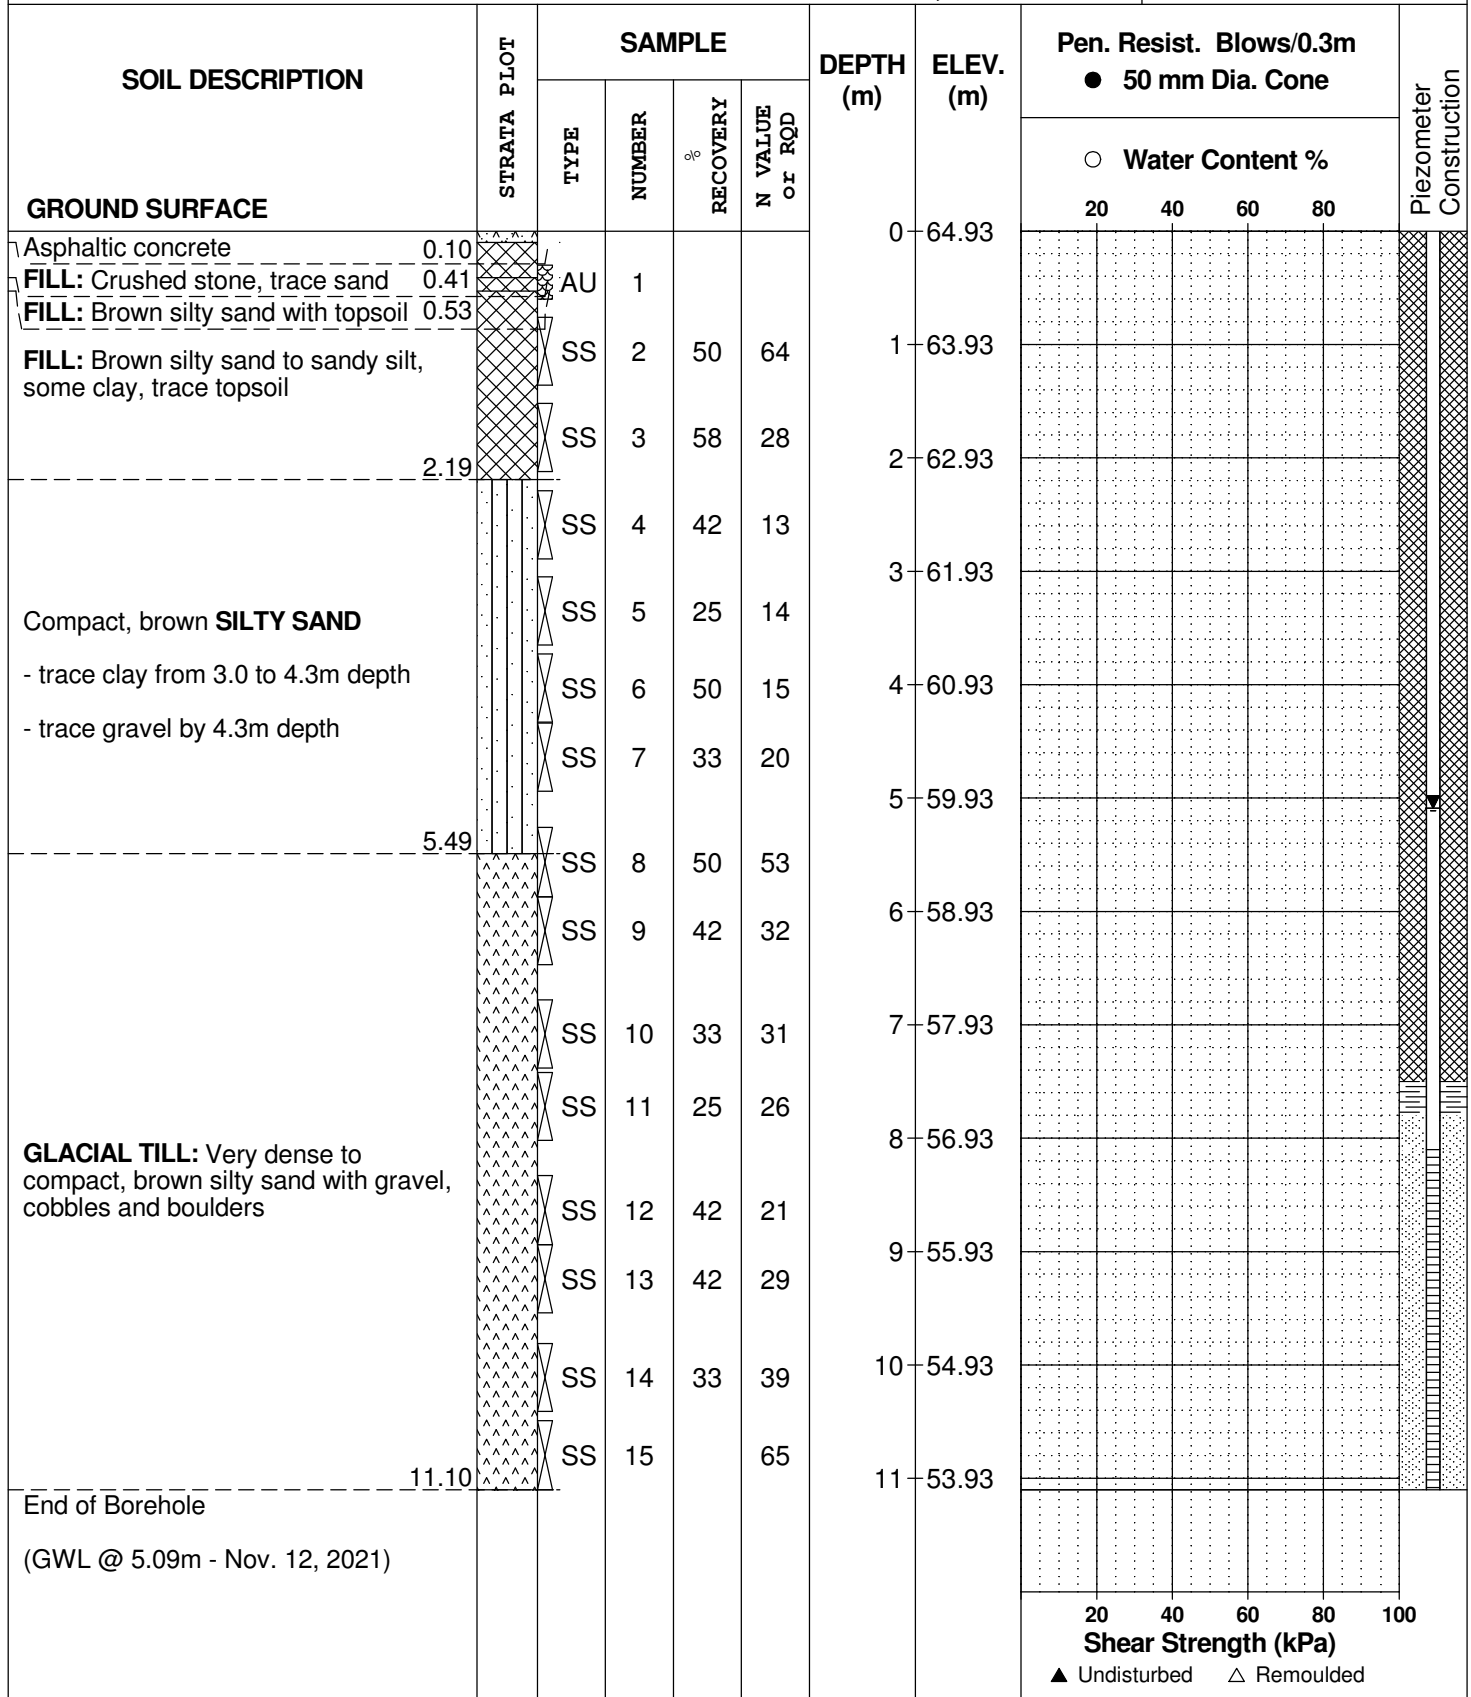 SOIL DESCRIPTION
GROUND SURFACE
STRATA PLOT
SAMPLE
TYPE
NUMBER
% RECOVERY
N VALUE or RQD
DEPTH (m)
ELEV. (m)
Pen. Resist. Blows/0.3m
● 50 mm Dia. Cone
○ Water Content %
20 40 60 80
Piezometer Construction
0 64.93
Asphaltic concrete 0.10
FILL: Crushed stone, trace sand 0.41
AU 1
FILL: Brown silty sand with topsoil 0.53
FILL: Brown silty sand to sandy silt,
some clay, trace topsoil
SS 2 50 64
1 63.93
SS 3 58 28
2 62.93
2.19
SS 4 42 13
3 61.93
Compact, brown SILTY SAND
- trace clay from 3.0 to 4.3m depth
- trace gravel by 4.3m depth
SS 5 25 14
SS 6 50 15
4 60.93
SS 7 33 20
5 59.93
5.49
SS 8 50 53
6 58.93
SS 9 42 32
SS 10 33 31
7 57.93
SS 11 25 26
8 56.93
GLACIAL TILL: Very dense to
compact, brown silty sand with gravel,
cobbles and boulders
SS 12 42 21
9 55.93
SS 13 42 29
SS 14 33 39
10 54.93
SS 15 65
11 53.93
11.10
End of Borehole
(GWL @ 5.09m - Nov. 12, 2021)
20 40 60 80 100
Shear Strength (kPa)
▲ Undisturbed △ Remoulded